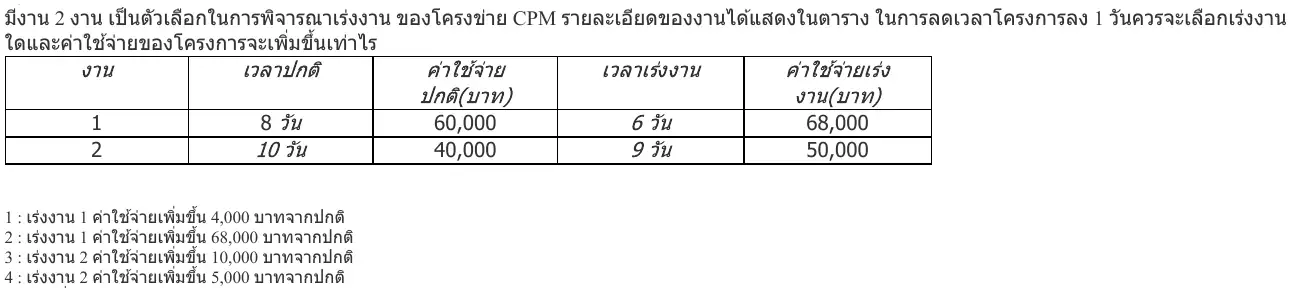 มีงาน 2 งาน เป็นตัวเลือกในการพิจารณาเร่งงาน ของโครงข่าย CPM รายละเอียดของงานได้แสดงในตาราง ในการลดเวลาโครงการลง 1 วันควรจะเลือกเร่งงาน
ใดและค่าใช้จ่ายของโครงการจะเพิ่มขึ้นเท่าไร
งาน เวลาปกติ ค่าใช้จ่าย เวลาเร่งงาน ค่าใช้จ่ายเร่ง
ปกติ(บาท) งาน(บาท)
1 8 วัน 60,000 6 วัน 68,000
2 10 วัน 40,000 9 วัน 50,000
1 : เร่งงาน 1 ค่าใช้จ่ายเพิ่มขึ้น 4,000 บาทจากปกติ
2 : เร่งงาน 1 ค่าใช้จ่ายเพิ่มขึ้น 68,000 บาทจากปกติ
3 : เร่งงาน 2 ค่าใช้จ่ายเพิ่มขึ้น 10,000 บาทจากปกติ
4 : เร่งงาน 2 ค่าใช้จ่ายเพิ่มขึ้น 5,000 บาทจากปกติ